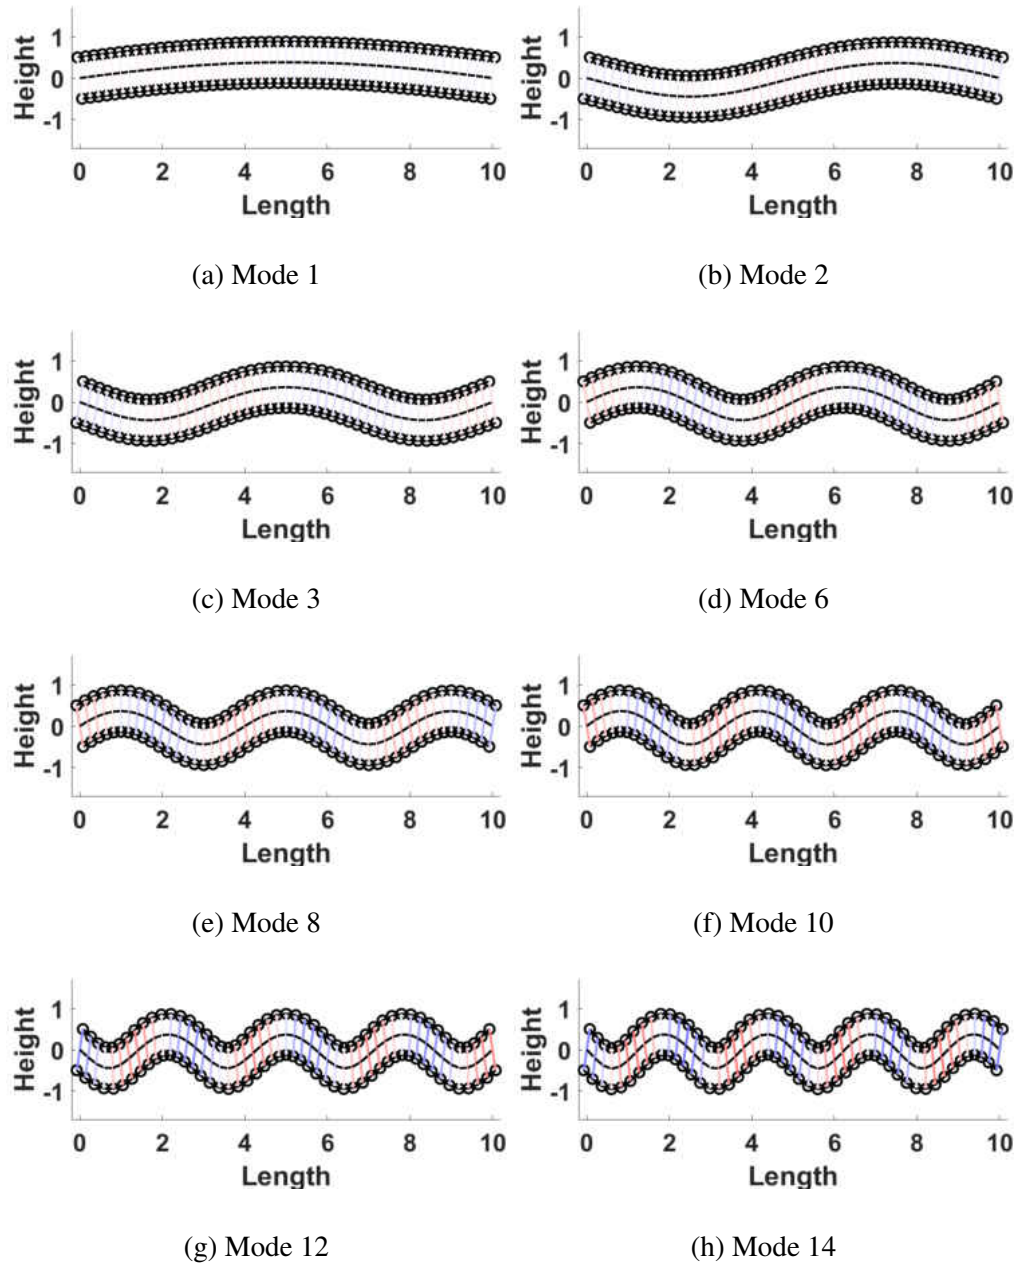 Height
1
0
-1
0 2 4 6 8 10
Length
(a) Mode 1
Height
1
0
-1
0 2 4 6 8 10
Length
(b) Mode 2
Height
1
0
-1
0 2 4 6 8 10
Length
(c) Mode 3
Height
1
0
-1
0 2 4 6 8 10
Length
(d) Mode 6
Height
1
0
-1
0 2 4 6 8 10
Length
(e) Mode 8
Height
1
0
-1
0 2 4 6 8 10
Length
(f) Mode 10
Height
1
0
-1
0 2 4 6 8 10
Length
(g) Mode 12
Height
1
0
-1
0 2 4 6 8 10
Length
(h) Mode 14